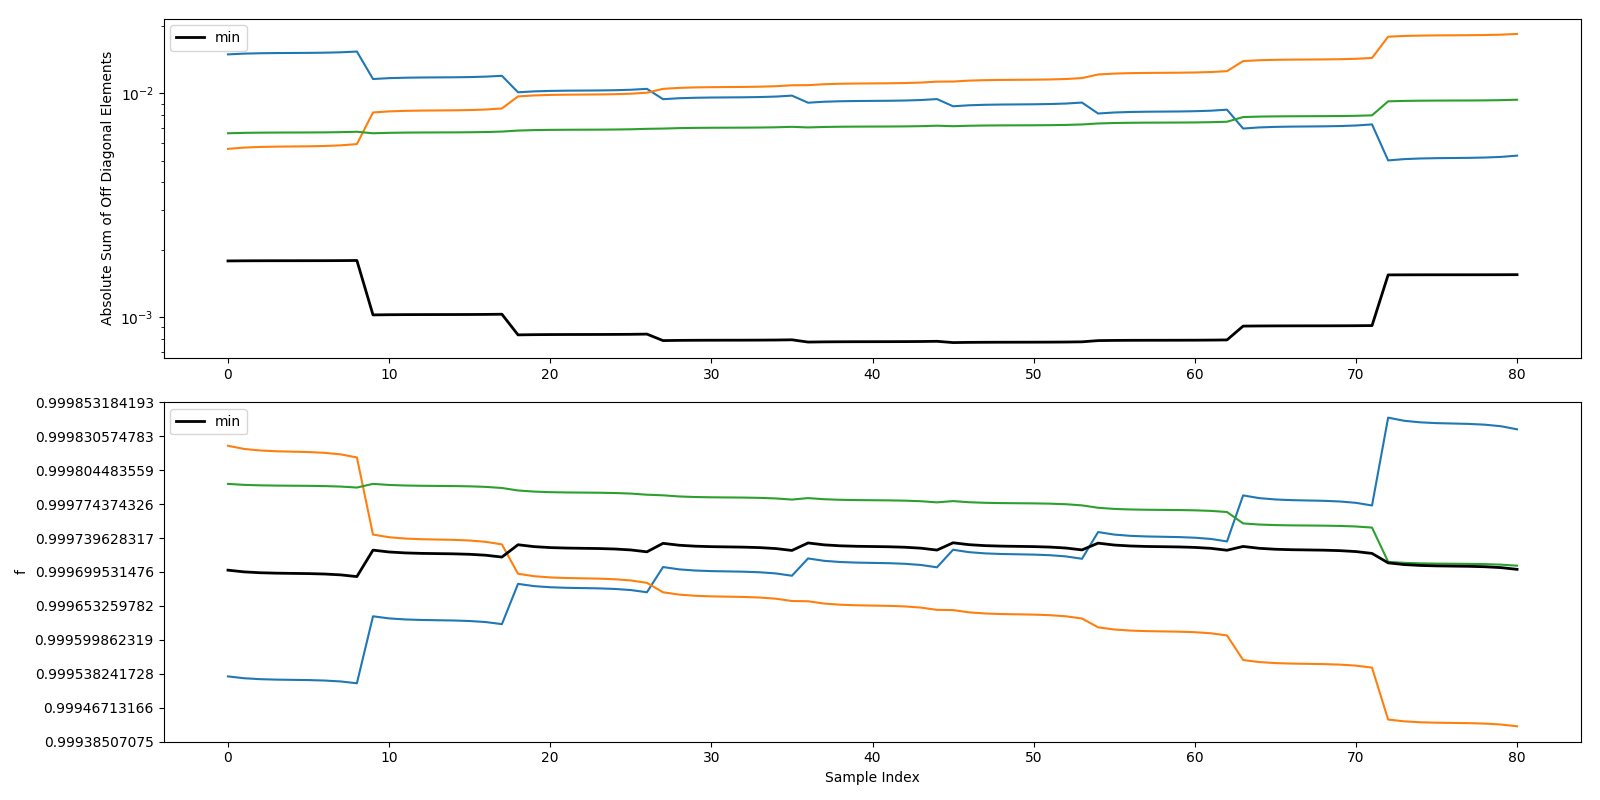 min
Absolute Sum of Off Diagonal Elements
10⁻²
10⁻³
0 10 20 30 40 50 60 70 80
min
f
0.999853184193
0.999830574783
0.999804483559
0.999774374326
0.999739628317
0.999699531476
0.999653259782
0.999599862319
0.999538241728
0.99946713166
0.99938507075
0 10 20 30 40 50 60 70 80
Sample Index